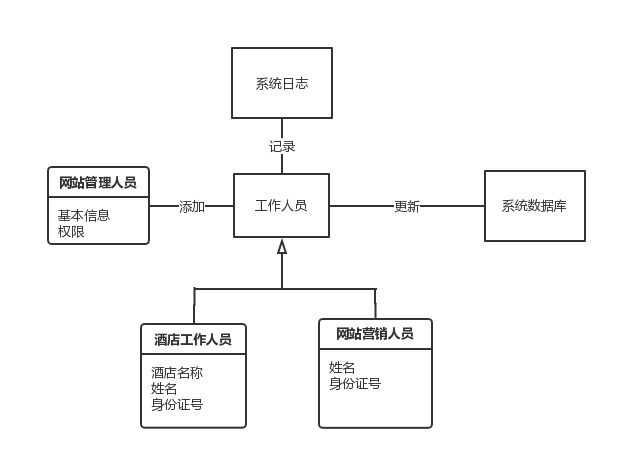 系统日志
记录
网站管理人员
基本信息
权限
添加
工作人员
更新
系统数据库
酒店工作人员
酒店名称
姓名
身份证号
网站营销人员
姓名
身份证号